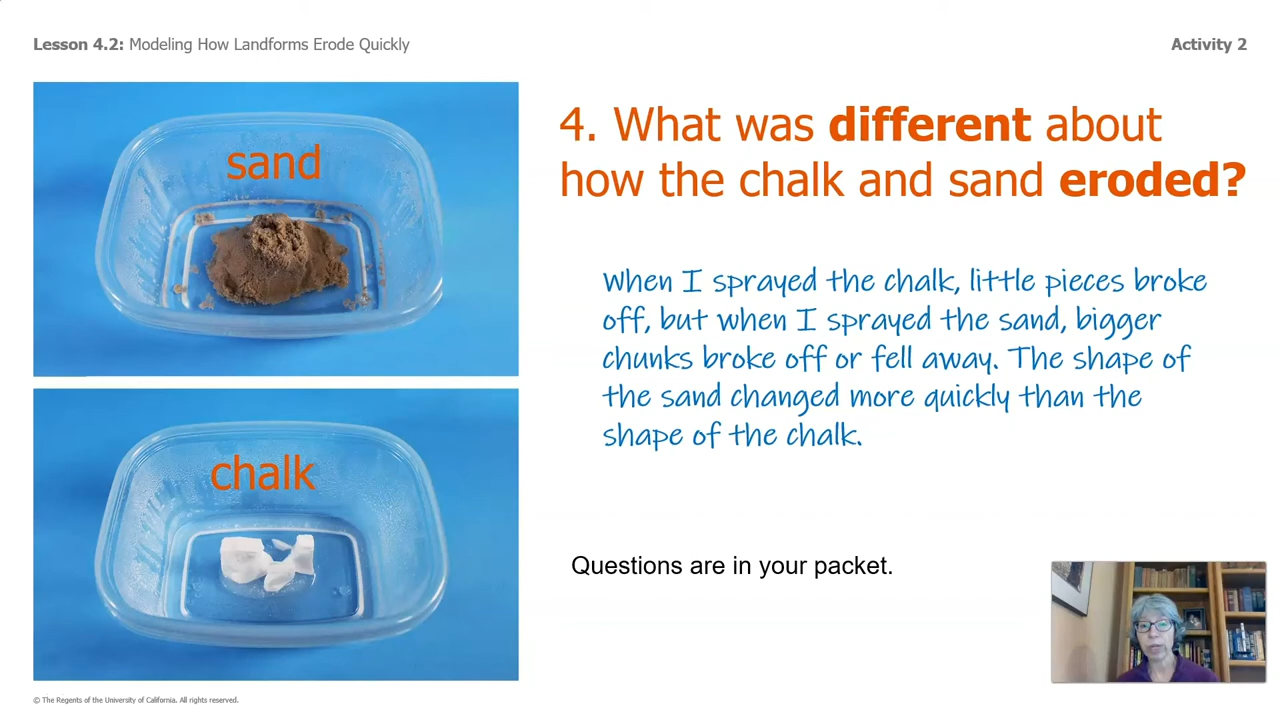 Lesson 4.2: Modeling How Landforms Erode Quickly
Activity 2
sand
4. What was different about
how the chalk and sand eroded?
When I sprayed the chalk, little pieces broke
off, but when I sprayed the sand, bigger
chunks broke off or fell away. The shape of
the sand changed more quickly than the
shape of the chalk.
chalk
Questions are in your packet.
© The Regents of the University of California. All rights reserved.